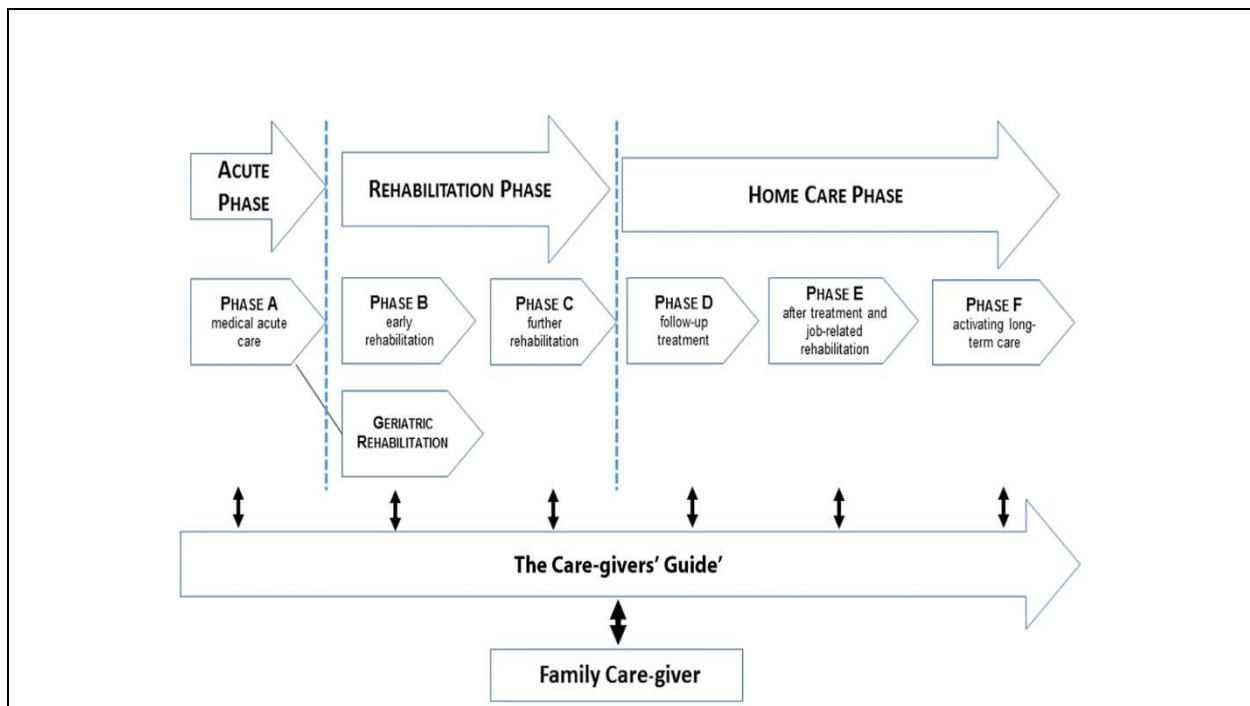 ACUTE
PHASE
REHABILITATION PHASE
HOME CARE PHASE
PHASE A
medical acute
care
PHASE B
early
rehabilitation
PHASE C
further
rehabilitation
PHASE D
follow-up
treatment
PHASE E
after treatment and
job-related
rehabilitation
PHASE F
activating long-
term care
GERIATRIC
REHABILITATION
The Care-givers' Guide'
Family Care-giver